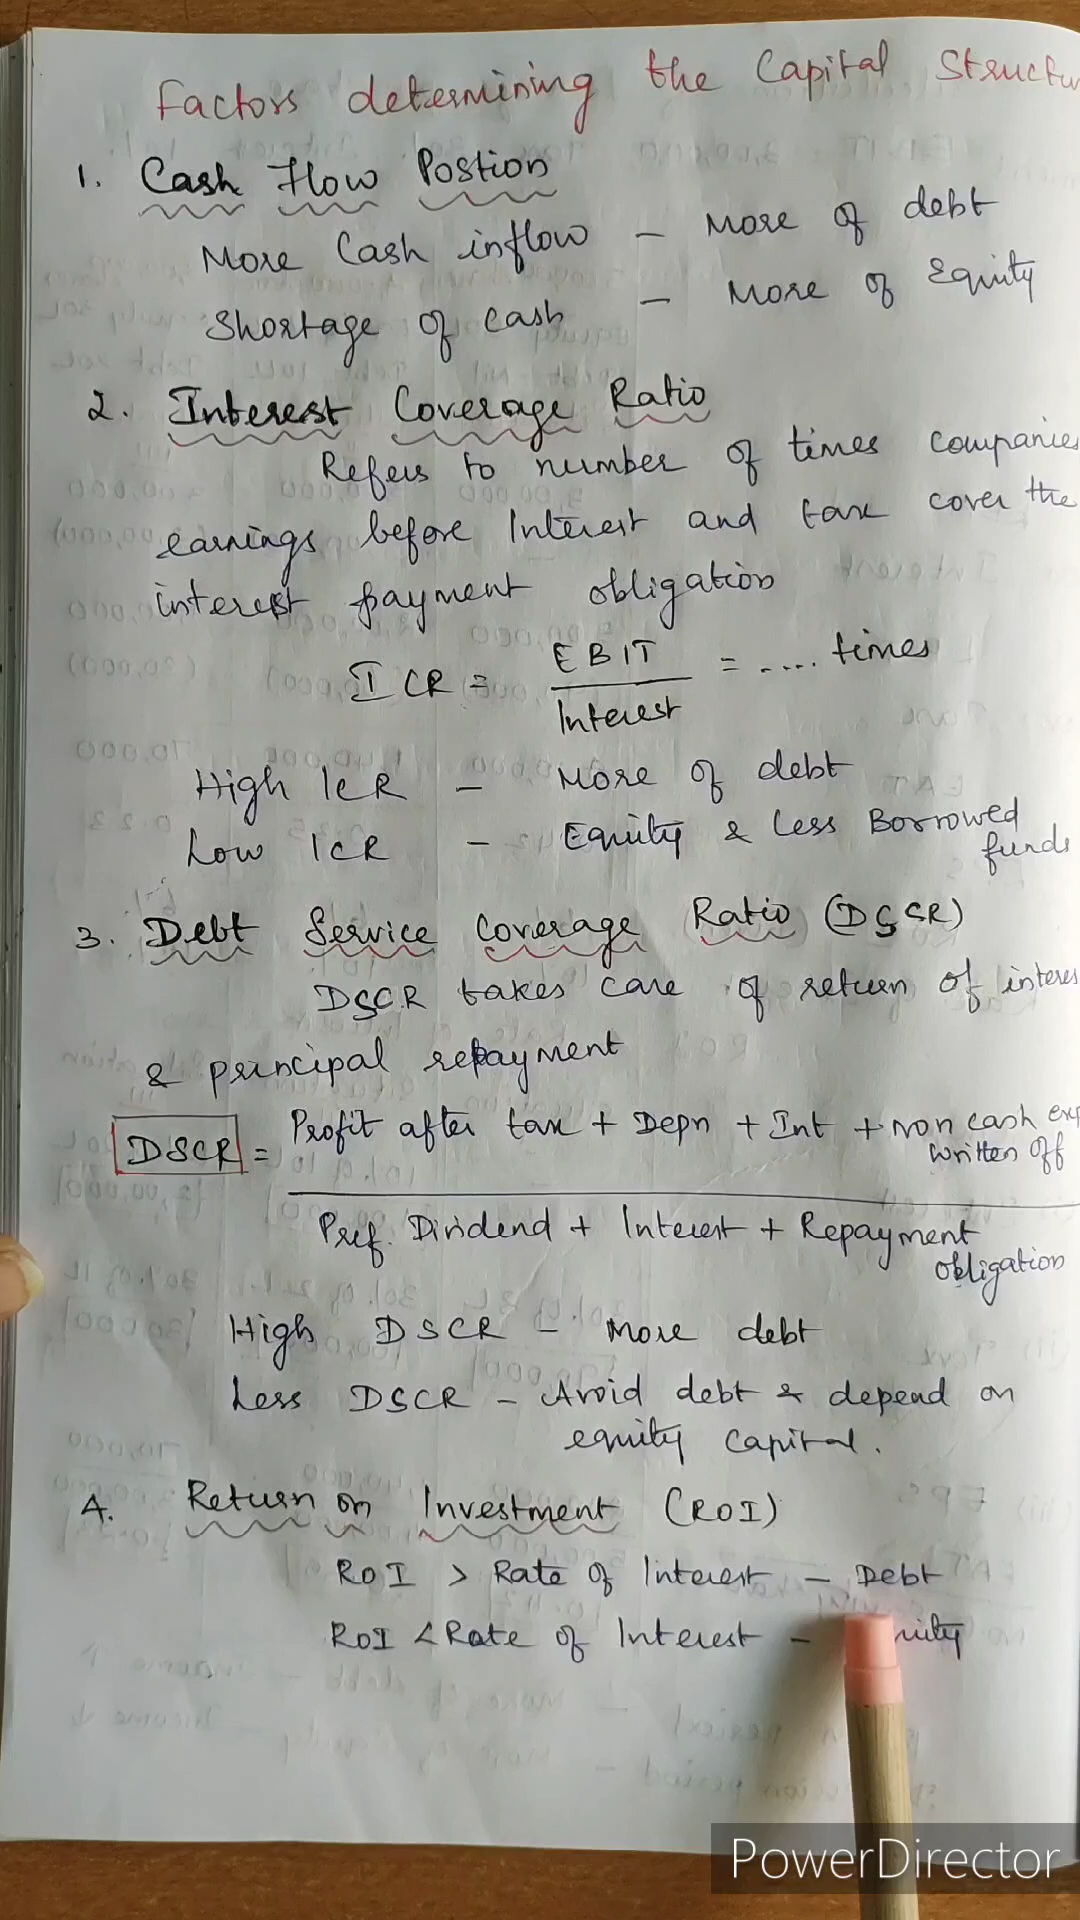 Factors determining the Capital Structu
1. Cash Flow Postion
More Cash inflow – More of debt
Shortage of cash – More of Equity
2. Interest Coverage Ratio
Refers to number of times companies
earnings before Interest and tax cover the
interest payment obligation
ICR = EBIT / Interest = .... times
High ICR – More of debt
Low ICR – Equity & Less Borrowed funds
3. Debt Service Coverage Ratio (DSCR)
DSCR takes care of return of interes
& principal repayment
DSCR = Profit after tax + Depn + Int + non cash exp written off
Pref. Dividend + Interest + Repayment obligation
High DSCR – More debt
Less DSCR – Avoid debt & depend on
equity capital.
4. Return on Investment (ROI)
ROI > Rate of Interest – Debt
ROI < Rate of Interest –
PowerDirector